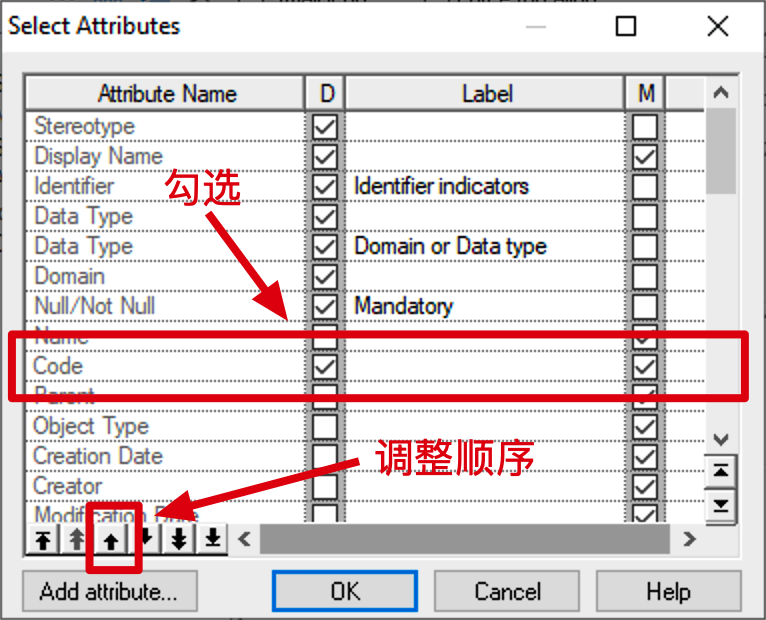 Select Attributes
Attribute Name D Label M
Stereotype
Display Name
Identifier Identifier indicators
勾选
Data Type
Data Type Domain or Data type
Domain
Null/Not Null Mandatory
Name
Code
Parent
Object Type
Creation Date
调整顺序
Creator
Modification Date
Add attribute... OK Cancel Help